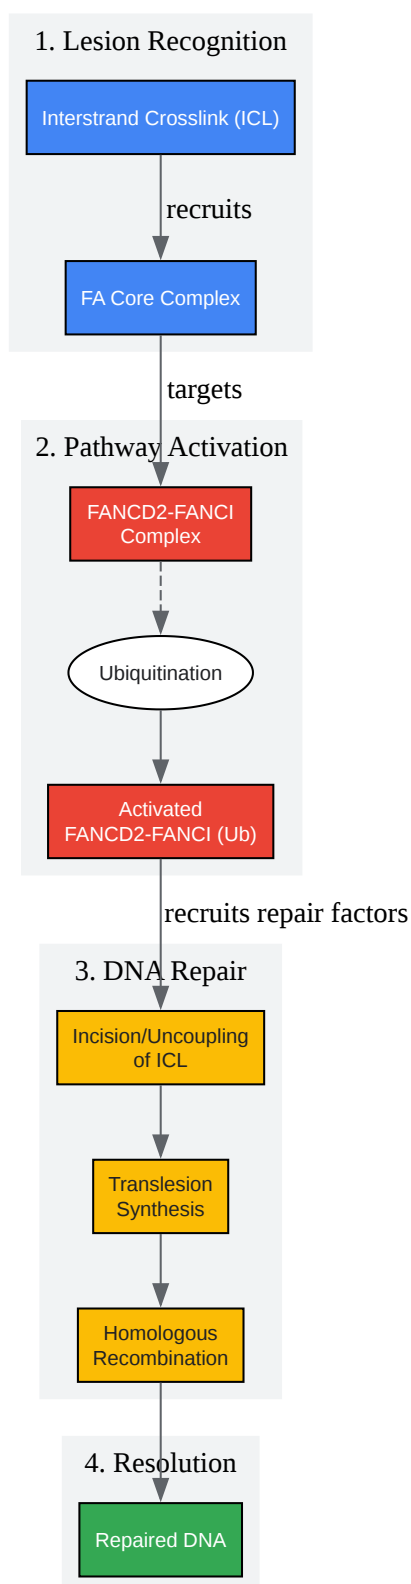 1. Lesion Recognition
Interstrand Crosslink (ICL)
recruits
FA Core Complex
targets
2. Pathway Activation
FANCD2-FANCI
Complex
Ubiquitination
Activated
FANCD2-FANCI (Ub)
recruits repair factors
3. DNA Repair
Incision/Uncoupling
of ICL
Translesion
Synthesis
Homologous
Recombination
4. Resolution
Repaired DNA